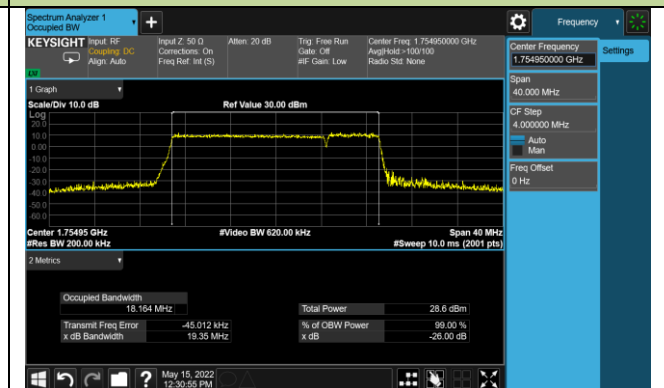 Spectrum Analyzer 1
Occupied BW
Frequency
KEYSIGHT
Input: RF
Coupling: DC
Align: Auto
Input Z: 50 Ω
Corrections: On
Freq Ref: Int (S)
Atten: 20 dB
Trig: Free Run
Gate: Off
#IF Gain: Low
Center Freq: 1.754950000 GHz
Avg|Hold:>100/100
Radio Std: None
Center Frequency
1.754950000 GHz
Settings
Span
40.000 MHz
CF Step
4.000000 MHz
Auto
Man
Freq Offset
0 Hz
1 Graph
Scale/Div 10.0 dB
Ref Value 30.00 dBm
Log
20.0
10.0
0.00
-10.0
-20.0
-30.0
-40.0
-50.0
-60.0
Center 1.75495 GHz
#Video BW 620.00 kHz
Span 40 MHz
#Res BW 200.00 kHz
#Sweep 10.0 ms (2001 pts)
2 Metrics
Occupied Bandwidth
18.164 MHz
Total Power 28.6 dBm
Transmit Freq Error -45.012 kHz
% of OBW Power 99.00 %
x dB Bandwidth 19.35 MHz
x dB -26.00 dB
?
May 15, 2022
12:30:55 PM